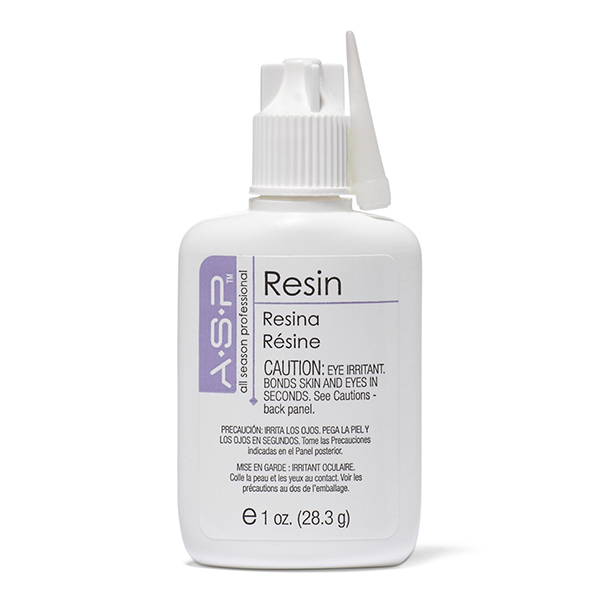 A·S·P™
all season professional
Resin
Resina
Résine
CAUTION: EYE IRRITANT.
BONDS SKIN AND EYES IN
SECONDS. See Cautions -
back panel.
PRECAUCIÓN: IRRITA LOS OJOS. PEGA LA PIEL Y
LOS OJOS EN SEGUNDOS. Tome las Precauciones
indicadas en el Panel posterior.
MISE EN GARDE : IRRITANT OCULAIRE.
Colle la peau et les yeux au contact. Voir les
précautions au dos de l'emballage.
e 1 oz. (28.3 g)